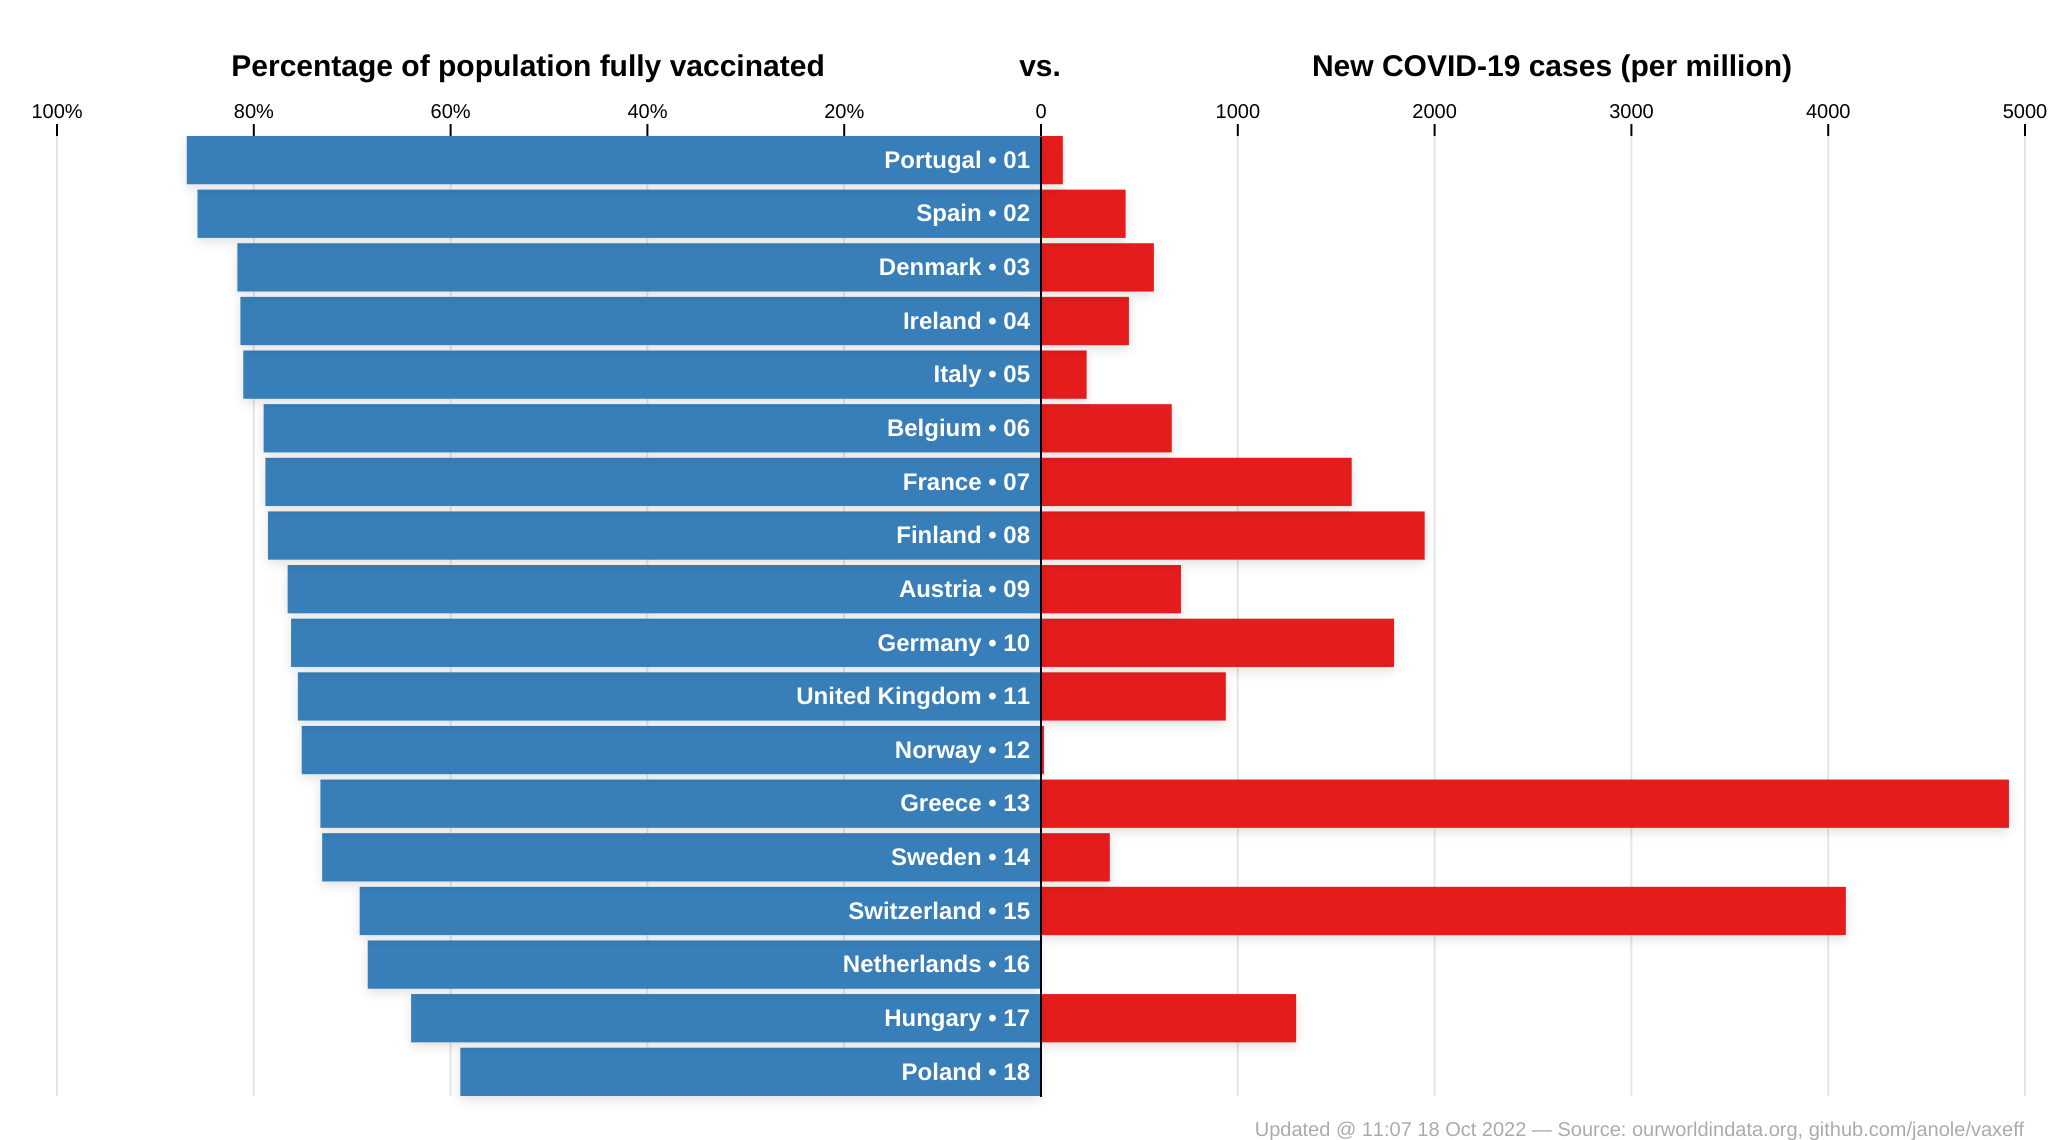 Percentage of population fully vaccinated vs. New COVID-19 cases (per million)
100% 80% 60% 40% 20% 0 1000 2000 3000 4000 5000
Portugal • 01
Spain • 02
Denmark • 03
Ireland • 04
Italy • 05
Belgium • 06
France • 07
Finland • 08
Austria • 09
Germany • 10
United Kingdom • 11
Norway • 12
Greece • 13
Sweden • 14
Switzerland • 15
Netherlands • 16
Hungary • 17
Poland • 18
Updated @ 11:07 18 Oct 2022 — Source: ourworldindata.org, github.com/janole/vaxeff